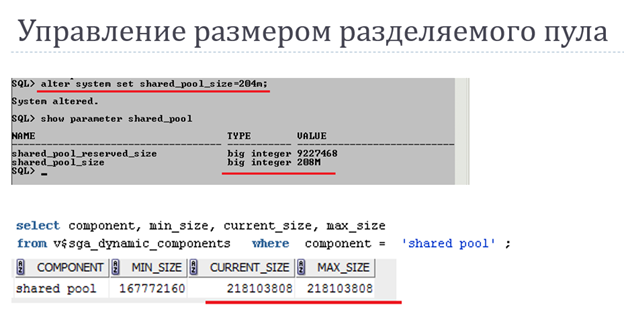 Управление размером разделяемого пула
SQL> alter system set shared_pool_size=204m;
System altered.
SQL> show parameter shared_pool
NAME TYPE VALUE
shared_pool_reserved_size big integer 9227468
shared_pool_size big integer 208M
SQL>
select component, min_size, current_size, max_size
from v$sga_dynamic_components where component = 'shared pool' ;
COMPONENT MIN_SIZE CURRENT_SIZE MAX_SIZE
shared pool 167772160 218103808 218103808